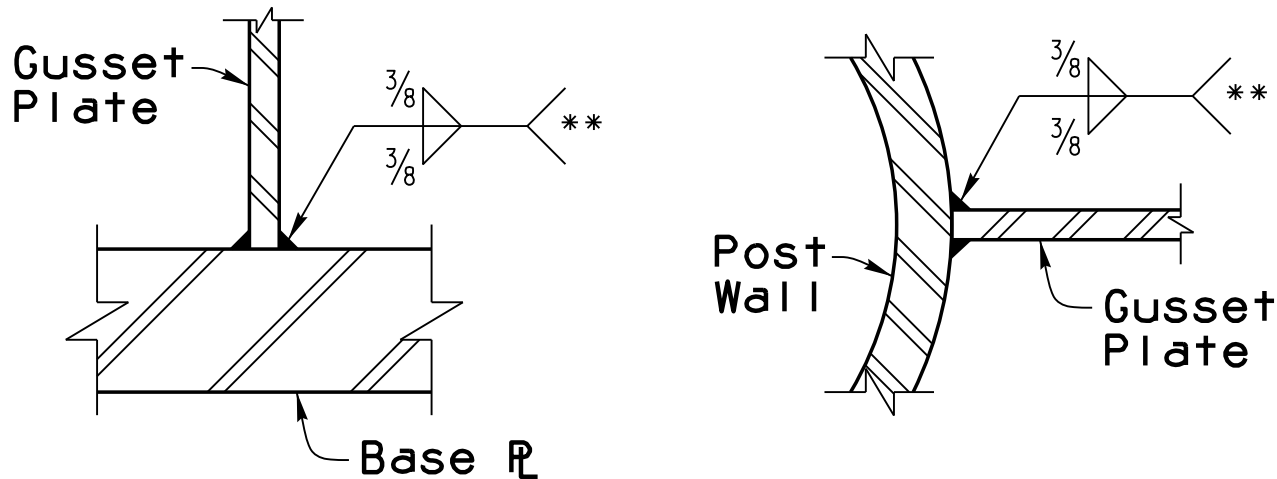 Gusset
Plate
3/8
3/8
**
Base PL
3/8
3/8
**
Post
Wall
Gusset
Plate